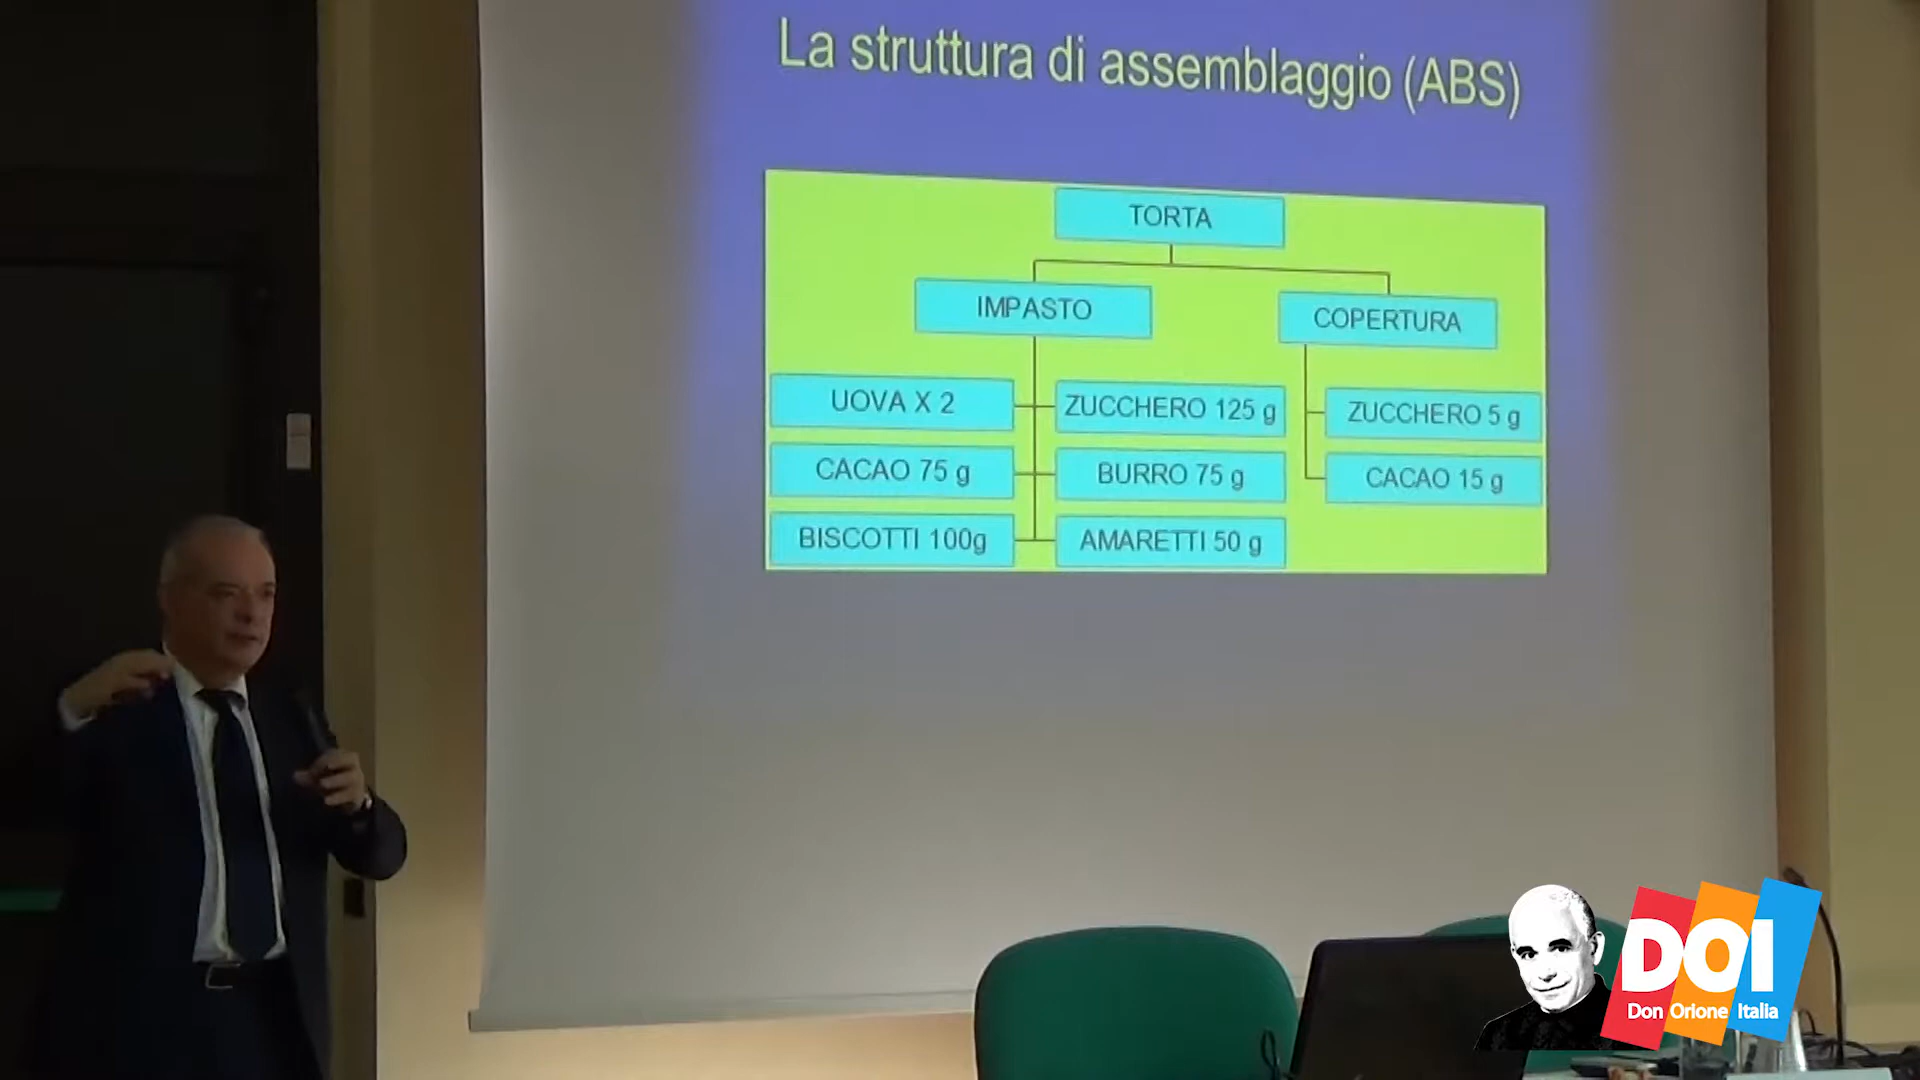 La struttura di assemblaggio (ABS)
TORTA
IMPASTO
COPERTURA
UOVA X 2
ZUCCHERO 125 g
ZUCCHERO 5 g
CACAO 75 g
BURRO 75 g
CACAO 15 g
BISCOTTI 100g
AMARETTI 50 g
DOI
Don Orione Italia